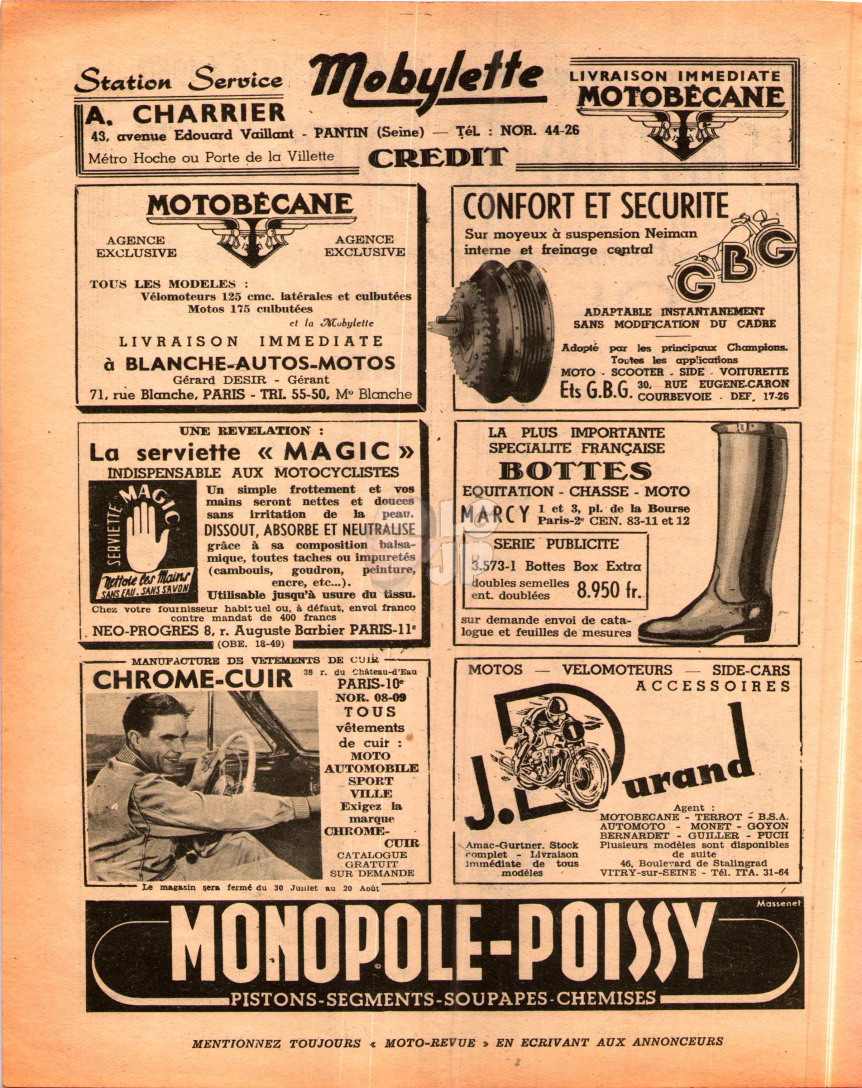 Station Service
Mobylette
LIVRAISON IMMEDIATE
MOTOBÉCANE
A. CHARRIER
43, avenue Edouard Vaillant - PANTIN (Seine) — Tél : NOR. 44-26
Métro Hoche ou Porte de la Villette
CREDIT
MOTOBÉCANE
AGENCE EXCLUSIVE
AGENCE EXCLUSIVE
TOUS LES MODELES :
Vélomoteurs 125 cmc. latérales et culbutées
Motos 175 culbutées
et la Mobylette
LIVRAISON IMMEDIATE
à BLANCHE-AUTOS-MOTOS
Gérard DESIR - Gérant
71, rue Blanche, PARIS - TRI. 55-50, Mº Blanche
CONFORT ET SECURITE
Sur moyeux à suspension Neiman
interne et freinage central
GBG
ADAPTABLE INSTANTANEMENT
SANS MODIFICATION DU CADRE
Adopté par les principaux Champions.
Toutes les applications
MOTO - SCOOTER - SIDE - VOITURETTE
Ets G.B.G. 30, RUE EUGENE-CARON
COURBEVOIE - DEF. 17-26
UNE REVELATION :
La serviette « MAGIC »
INDISPENSABLE AUX MOTOCYCLISTES
SERVIETTE MAGIC
Nettoie les Mains
SANS EAU. SANS SAVON
Un simple frottement et vos
mains seront nettes et douces
sans irritation de la peau.
DISSOUT, ABSORBE ET NEUTRALISE
grâce à sa composition balsa-
mique, toutes taches ou impuretés
(cambouis, goudron, peinture,
encre, etc...).
Utilisable jusqu'à usure du tissu.
Chez votre fournisseur habituel ou, à défaut, envoi franco
contre mandat de 400 francs
NEO-PROGRES 8, r. Auguste Barbier PARIS-11e
(OBE. 18-49)
LA PLUS IMPORTANTE
SPECIALITE FRANÇAISE
BOTTES
EQUITATION - CHASSE - MOTO
MARCY 1 et 3, pl. de la Bourse
Paris-2e CEN. 83-11 et 12
SERIE PUBLICITE
3.573-1 Bottes Box Extra
doubles semelles
ent. doublées 8.950 fr.
sur demande envoi de cata-
logue et feuilles de mesures
MANUFACTURE DE VETEMENTS DE CUIR
CHROME-CUIR
38 r. du Château-d'Eau
PARIS-10e
NOR. 08-09
TOUS
vêtements
de cuir :
MOTO
AUTOMOBILE
SPORT
VILLE
Exigez la
marque
CHROME-
CUIR
CATALOGUE
GRATUIT
SUR DEMANDE
Le magasin sera fermé du 30 Juillet au 20 Août
MOTOS — VELOMOTEURS — SIDE-CARS
ACCESSOIRES
1
J. Durand
Amac-Gurtner. Stock
complet - Livraison
immédiate de tous
modèles
Agent :
MOTOBECANE - TERROT - B.S.A.
AUTOMOTO - MONET - GOYON
BERNARDET - GUILLER - PUCH
Plusieurs modèles sont disponibles
de suite
46, Boulevard de Stalingrad
VITRY-sur-SEINE - Tél. ITA. 31-64
Massenet
MONOPOLE-POISSY
PISTONS-SEGMENTS-SOUPAPES-CHEMISES
MENTIONNEZ TOUJOURS « MOTO-REVUE » EN ECRIVANT AUX ANNONCEURS